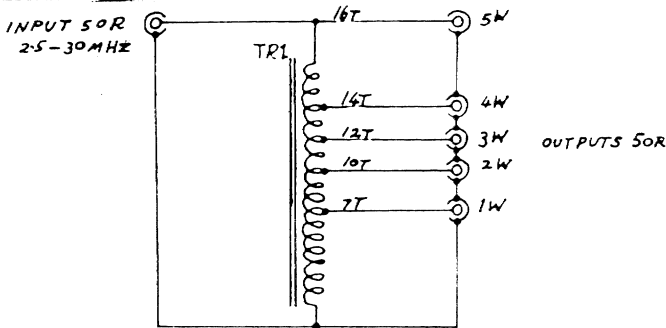 INPUT 50R
2.5-30MHZ
16T
5W
TR1
14T
4W
12T
3W
OUTPUTS 50R
10T
2W
7T
1W